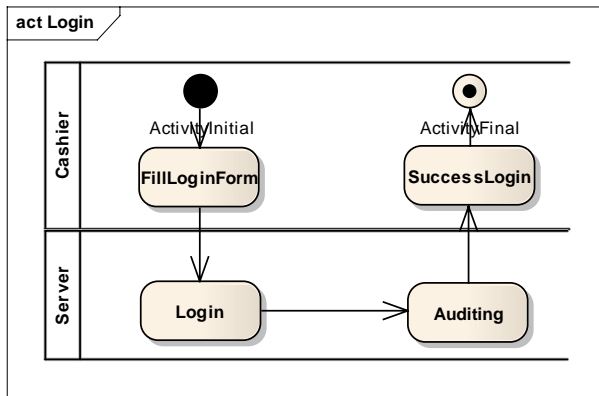 act Login
Cashier
ActivityInitial
ActivityFinal
FillLoginForm
SuccessLogin
Server
Login
Auditing